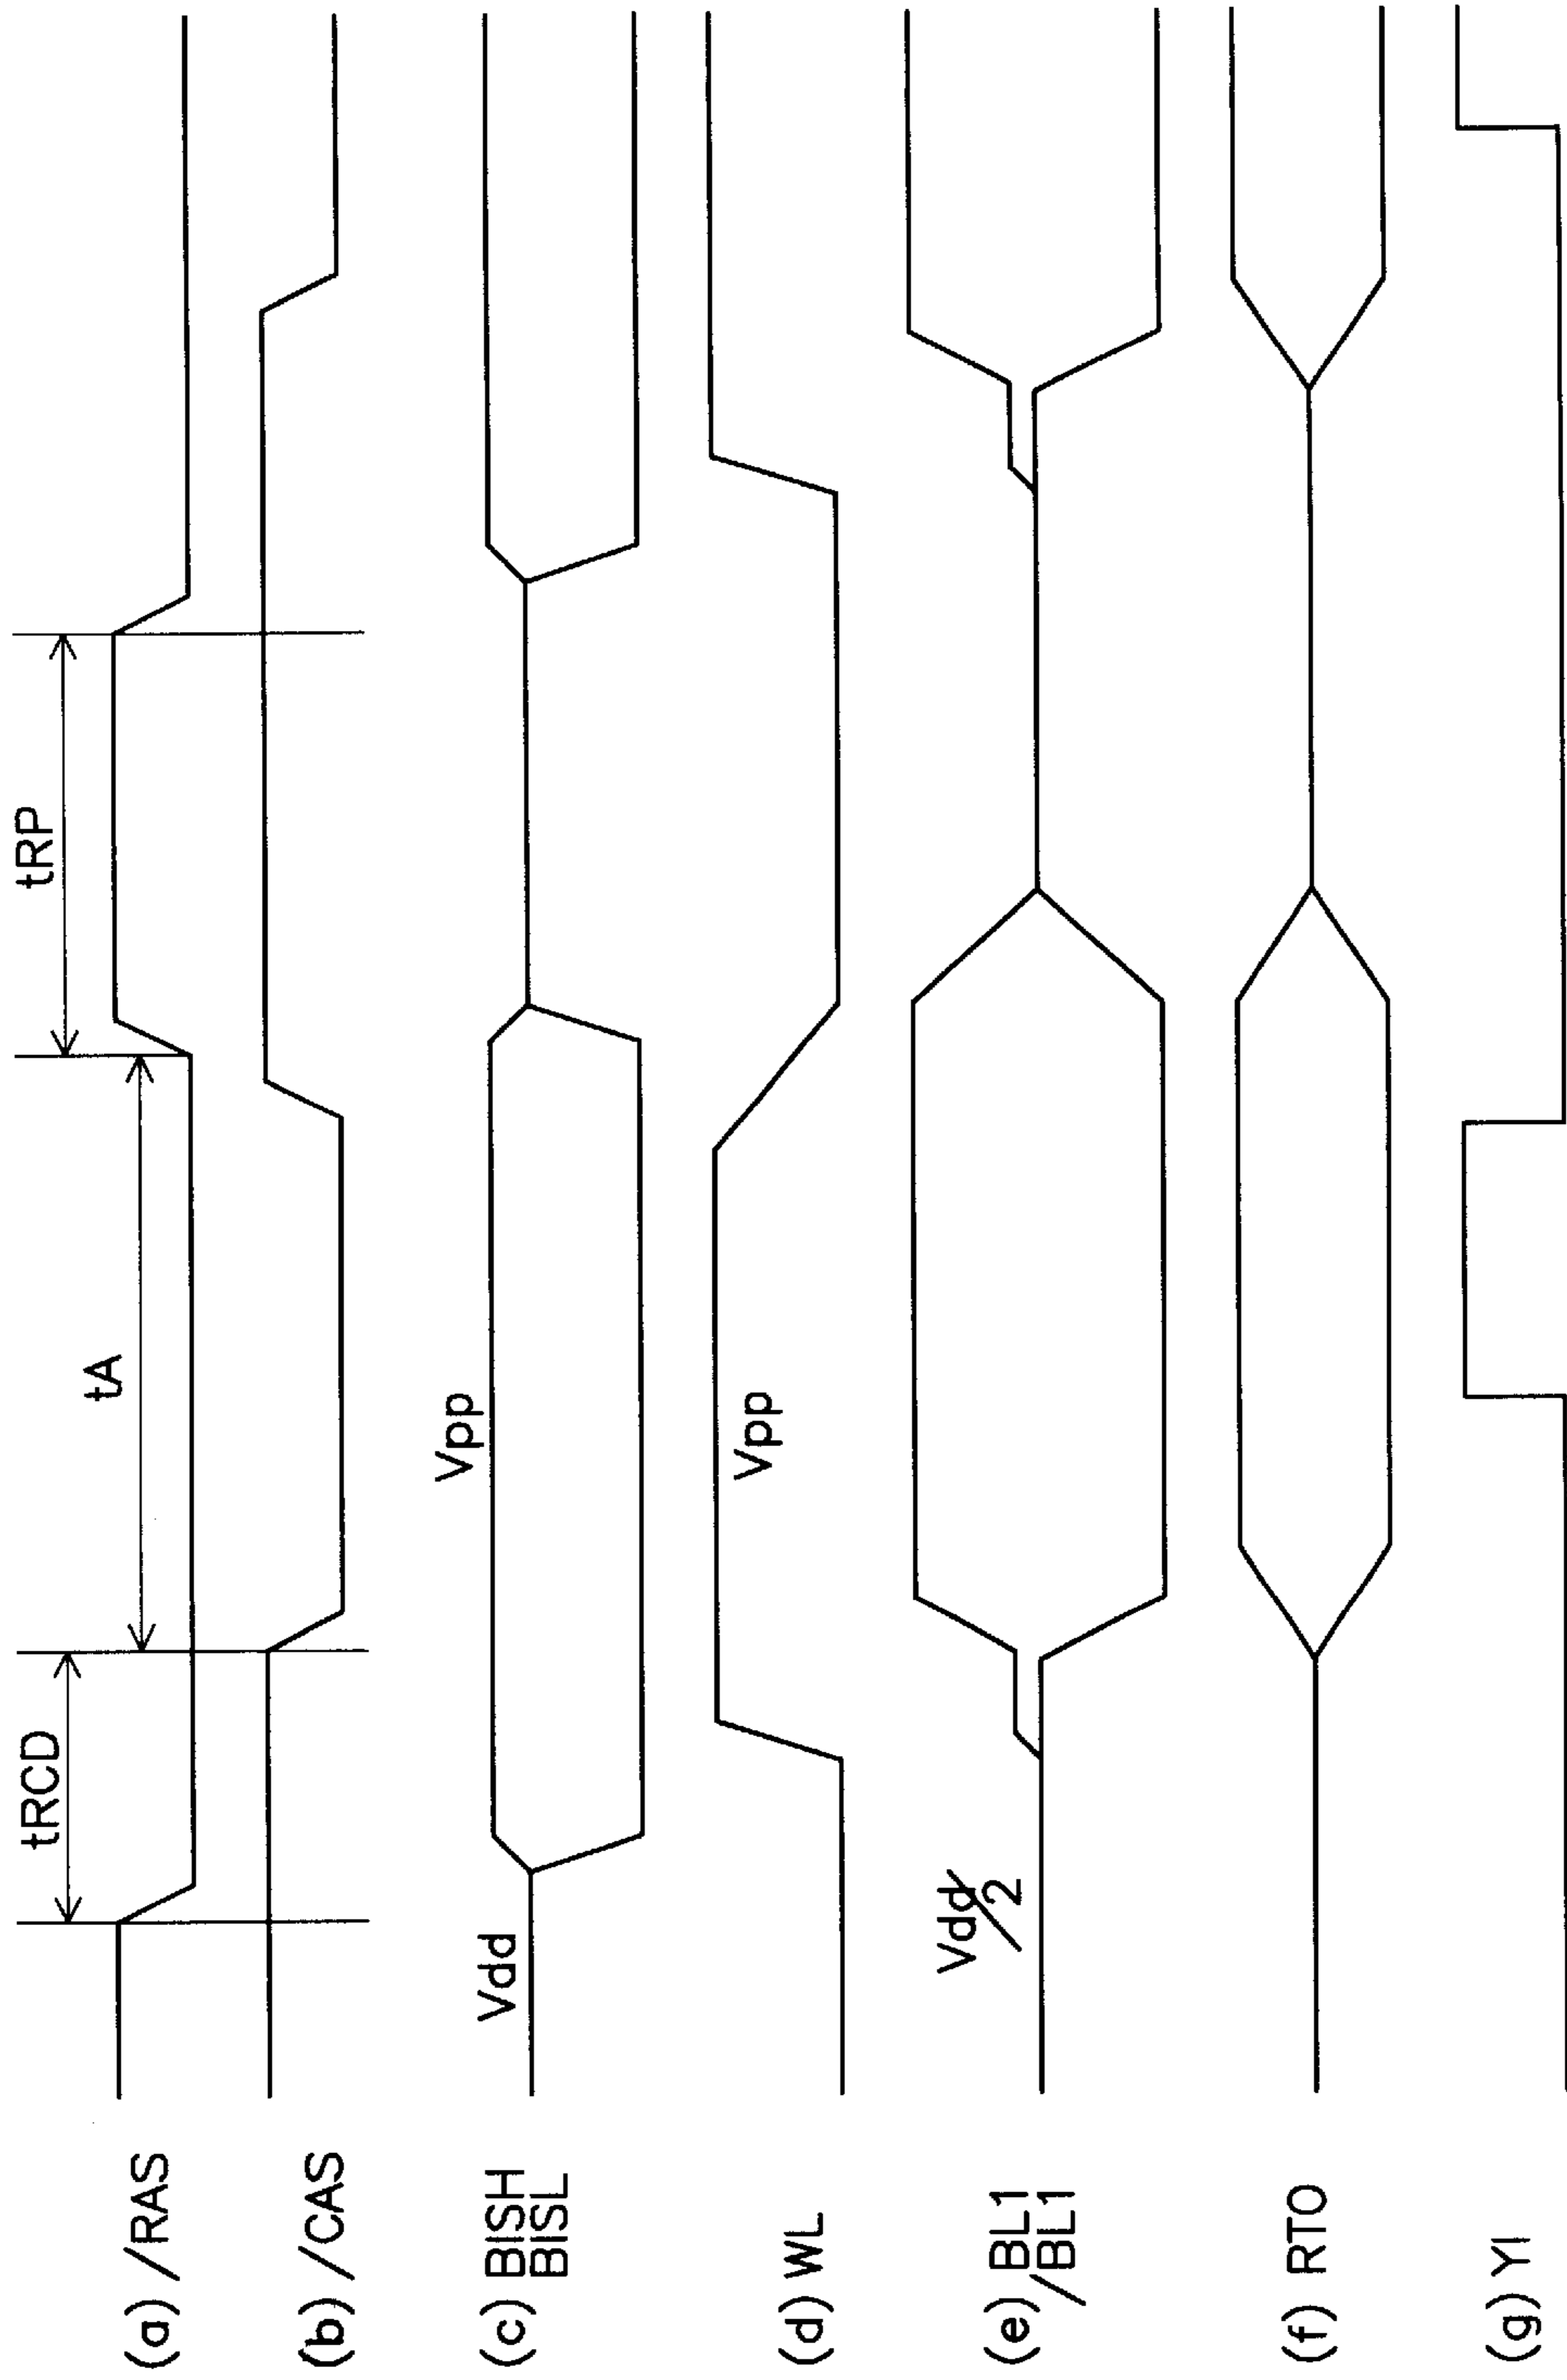 tRCD
tA
tRP
(a) /RAS
(b) /CAS
(c) BISH
BISL
Vdd
Vpp
(d) WL
Vpp
(e) BL1
/BL1
Vdd/2
(f) RTO
(g) YI